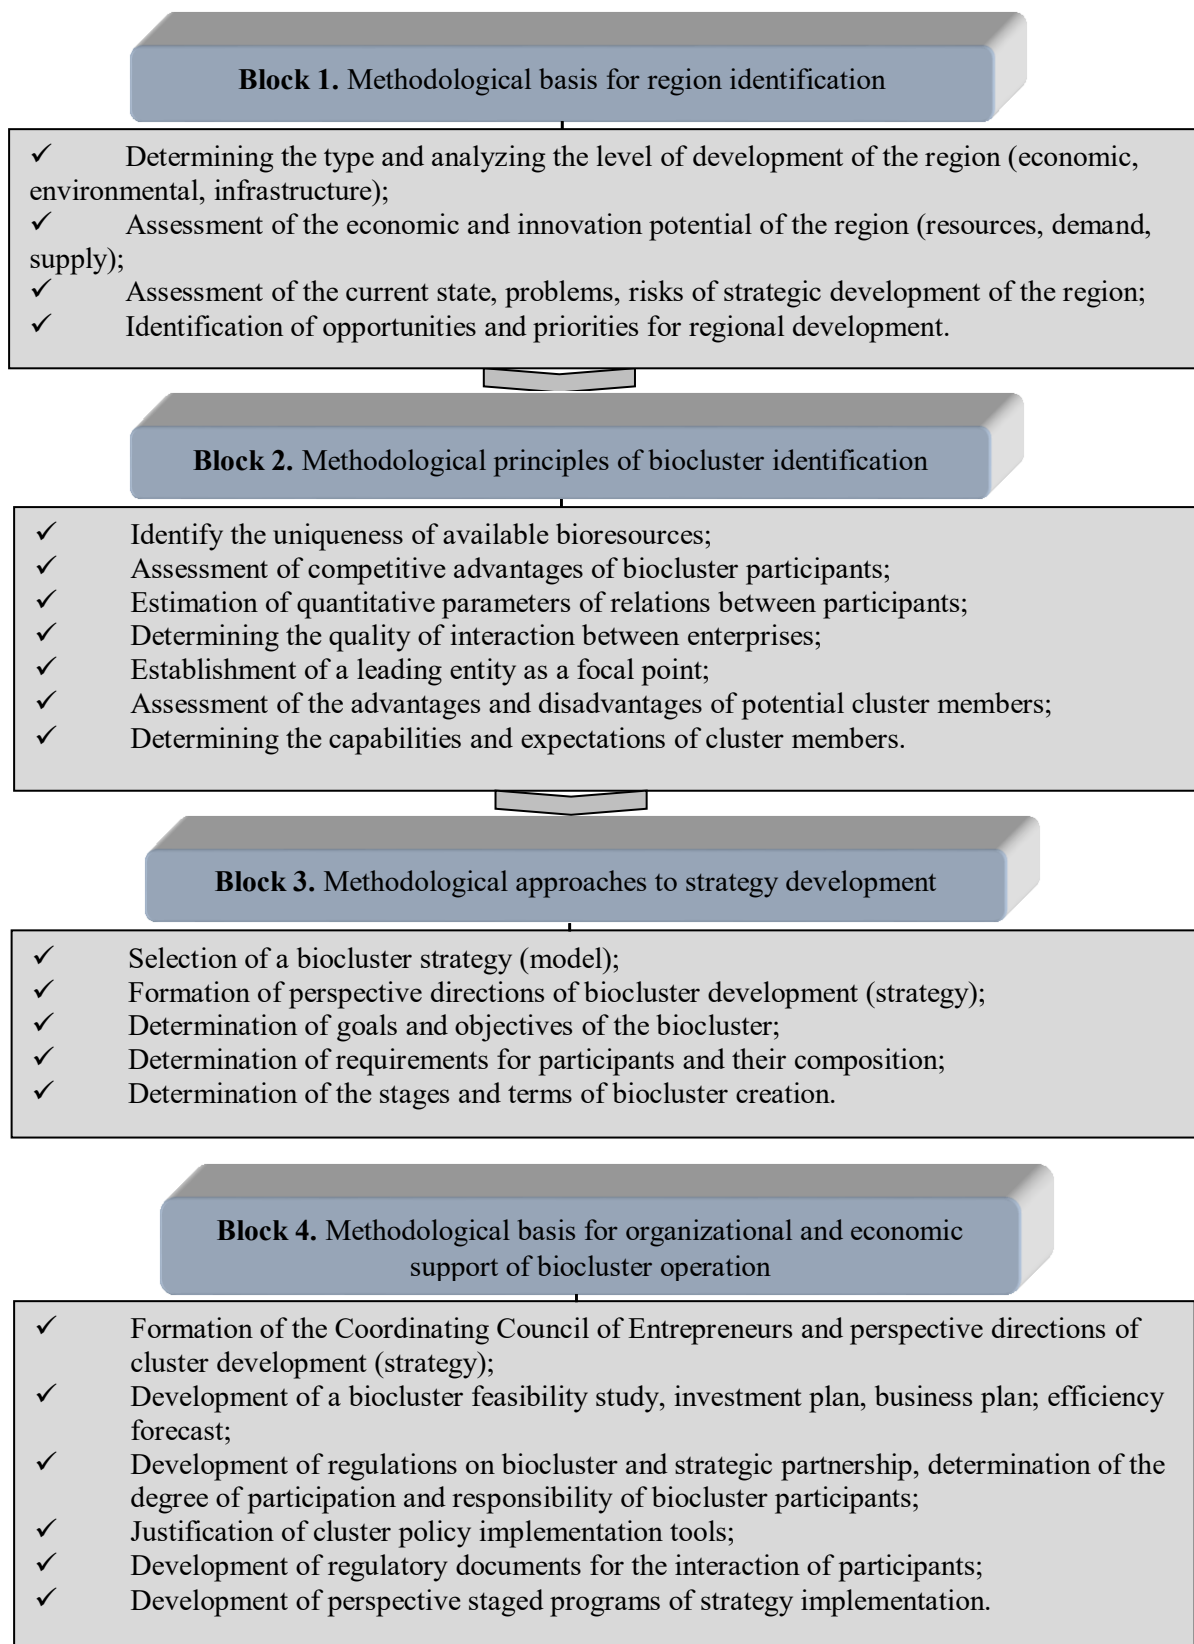 Block 1. Methodological basis for region identification
✓ Determining the type and analyzing the level of development of the region (economic,
environmental, infrastructure);
✓ Assessment of the economic and innovation potential of the region (resources, demand,
supply);
✓ Assessment of the current state, problems, risks of strategic development of the region;
✓ Identification of opportunities and priorities for regional development.
Block 2. Methodological principles of biocluster identification
✓ Identify the uniqueness of available bioresources;
✓ Assessment of competitive advantages of biocluster participants;
✓ Estimation of quantitative parameters of relations between participants;
✓ Determining the quality of interaction between enterprises;
✓ Establishment of a leading entity as a focal point;
✓ Assessment of the advantages and disadvantages of potential cluster members;
✓ Determining the capabilities and expectations of cluster members.
Block 3. Methodological approaches to strategy development
✓ Selection of a biocluster strategy (model);
✓ Formation of perspective directions of biocluster development (strategy);
✓ Determination of goals and objectives of the biocluster;
✓ Determination of requirements for participants and their composition;
✓ Determination of the stages and terms of biocluster creation.
Block 4. Methodological basis for organizational and economic
support of biocluster operation
✓ Formation of the Coordinating Council of Entrepreneurs and perspective directions of
cluster development (strategy);
✓ Development of a biocluster feasibility study, investment plan, business plan; efficiency
forecast;
✓ Development of regulations on biocluster and strategic partnership, determination of the
degree of participation and responsibility of biocluster participants;
✓ Justification of cluster policy implementation tools;
✓ Development of regulatory documents for the interaction of participants;
✓ Development of perspective staged programs of strategy implementation.